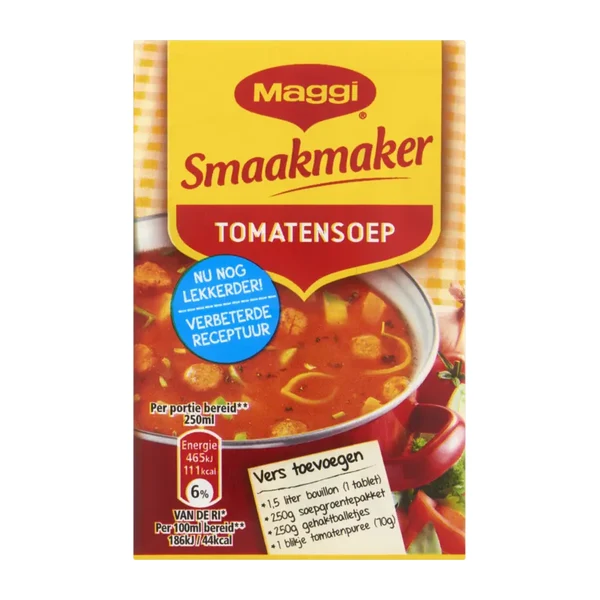 Maggi
®
Smaakmaker
TOMATENSOEP
NU NOG
LEKKERDER!
VERBETERDE
RECEPTUUR
Per portie bereid**
250ml
Energie
465kJ
111kcal
6%
VAN DE RI*
Per 100ml bereid**
186kJ / 44kcal
Vers toevoegen
• 1,5 liter bouillon (1 tablet)
• 250g soepgroentepakket
• 250g gehaktballetjes
• 1 blikje tomatenpuree (70g)